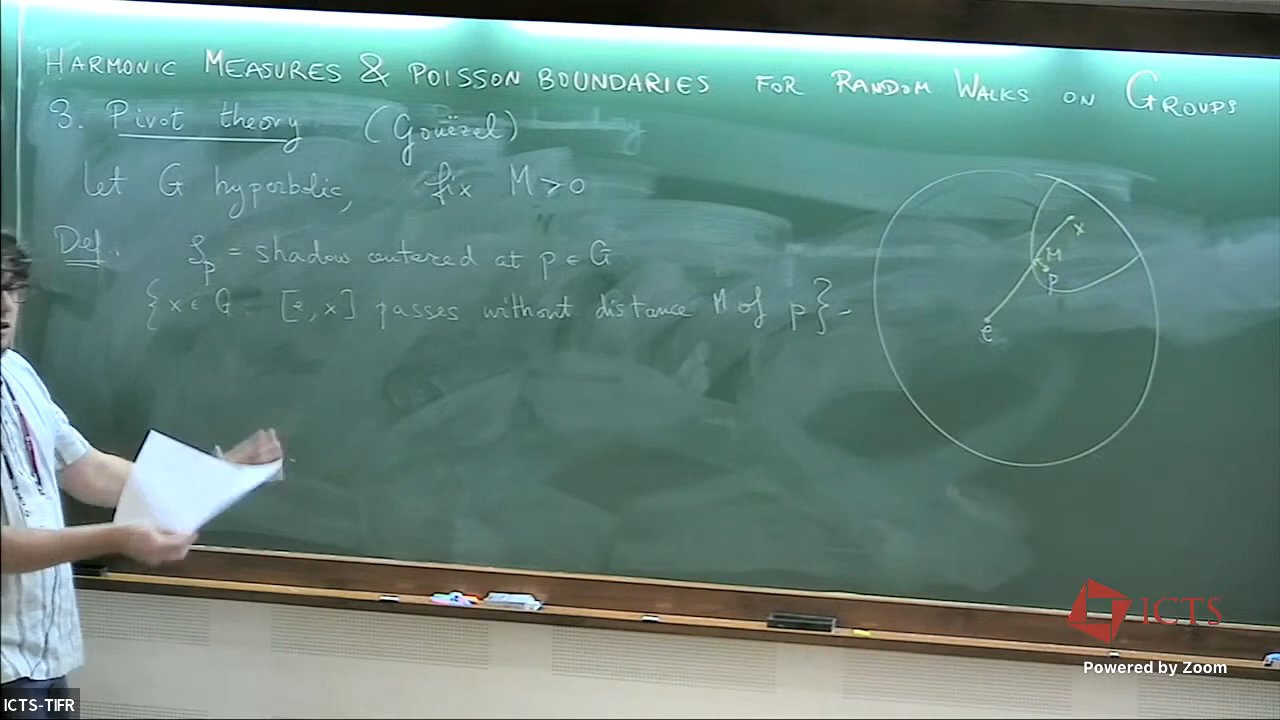 HARMONIC MEASURES & POISSON BOUNDARIES FOR RANDOM WALKS ON GROUPS
3. Pivot theory (Gouëzel)
let G hyperbolic, fix M>0
Def: S_p = shadow centered at p ∈ G
{x ∈ G : [e, x] passes without distance M of p}.
x
M
p
e
ICTS
Powered by Zoom
ICTS-TIFR